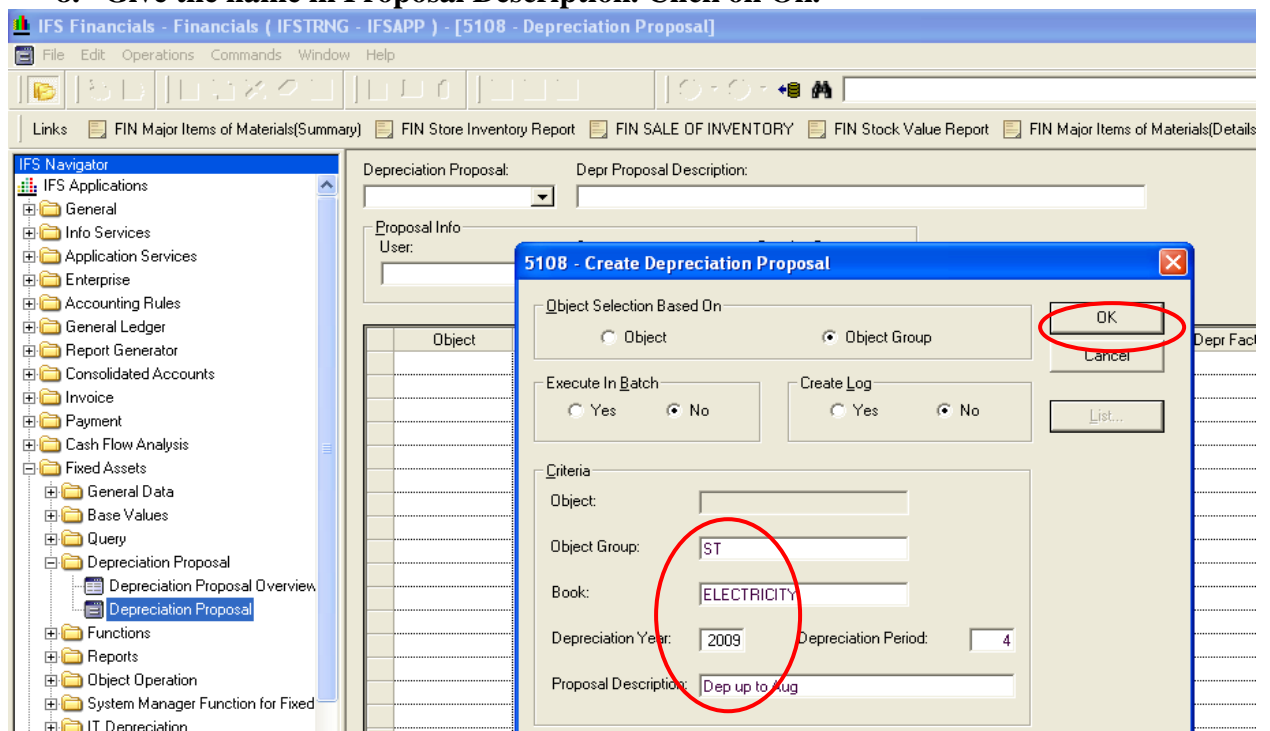 Give the name in Proposal Description. Click on Ok.
IFS Financials - Financials ( IFSTRNG - IFSAPP ) - [5108 - Depreciation Proposal]
File Edit Operations Commands Window Help
Links FIN Major Items of Materials(Summary) FIN Store Inventory Report FIN SALE OF INVENTORY FIN Stock Value Report FIN Major Items of Materials(Details
IFS Navigator
IFS Applications
General
Info Services
Application Services
Enterprise
Accounting Rules
General Ledger
Report Generator
Consolidated Accounts
Invoice
Payment
Cash Flow Analysis
Fixed Assets
General Data
Base Values
Query
Depreciation Proposal
Depreciation Proposal Overview
Depreciation Proposal
Functions
Reports
Object Operation
System Manager Function for Fixed
IT Depreciation
Depreciation Proposal: Depr Proposal Description:
Proposal Info
User:
Object
Depr Fact
5108 - Create Depreciation Proposal
Object Selection Based On
Object Object Group
OK
Cancel
Execute In Batch Create Log
Yes No Yes No
List...
Criteria
Object:
Object Group: ST
Book: ELECTRICITY
Depreciation Year: 2009 Depreciation Period: 4
Proposal Description: Dep up to Aug